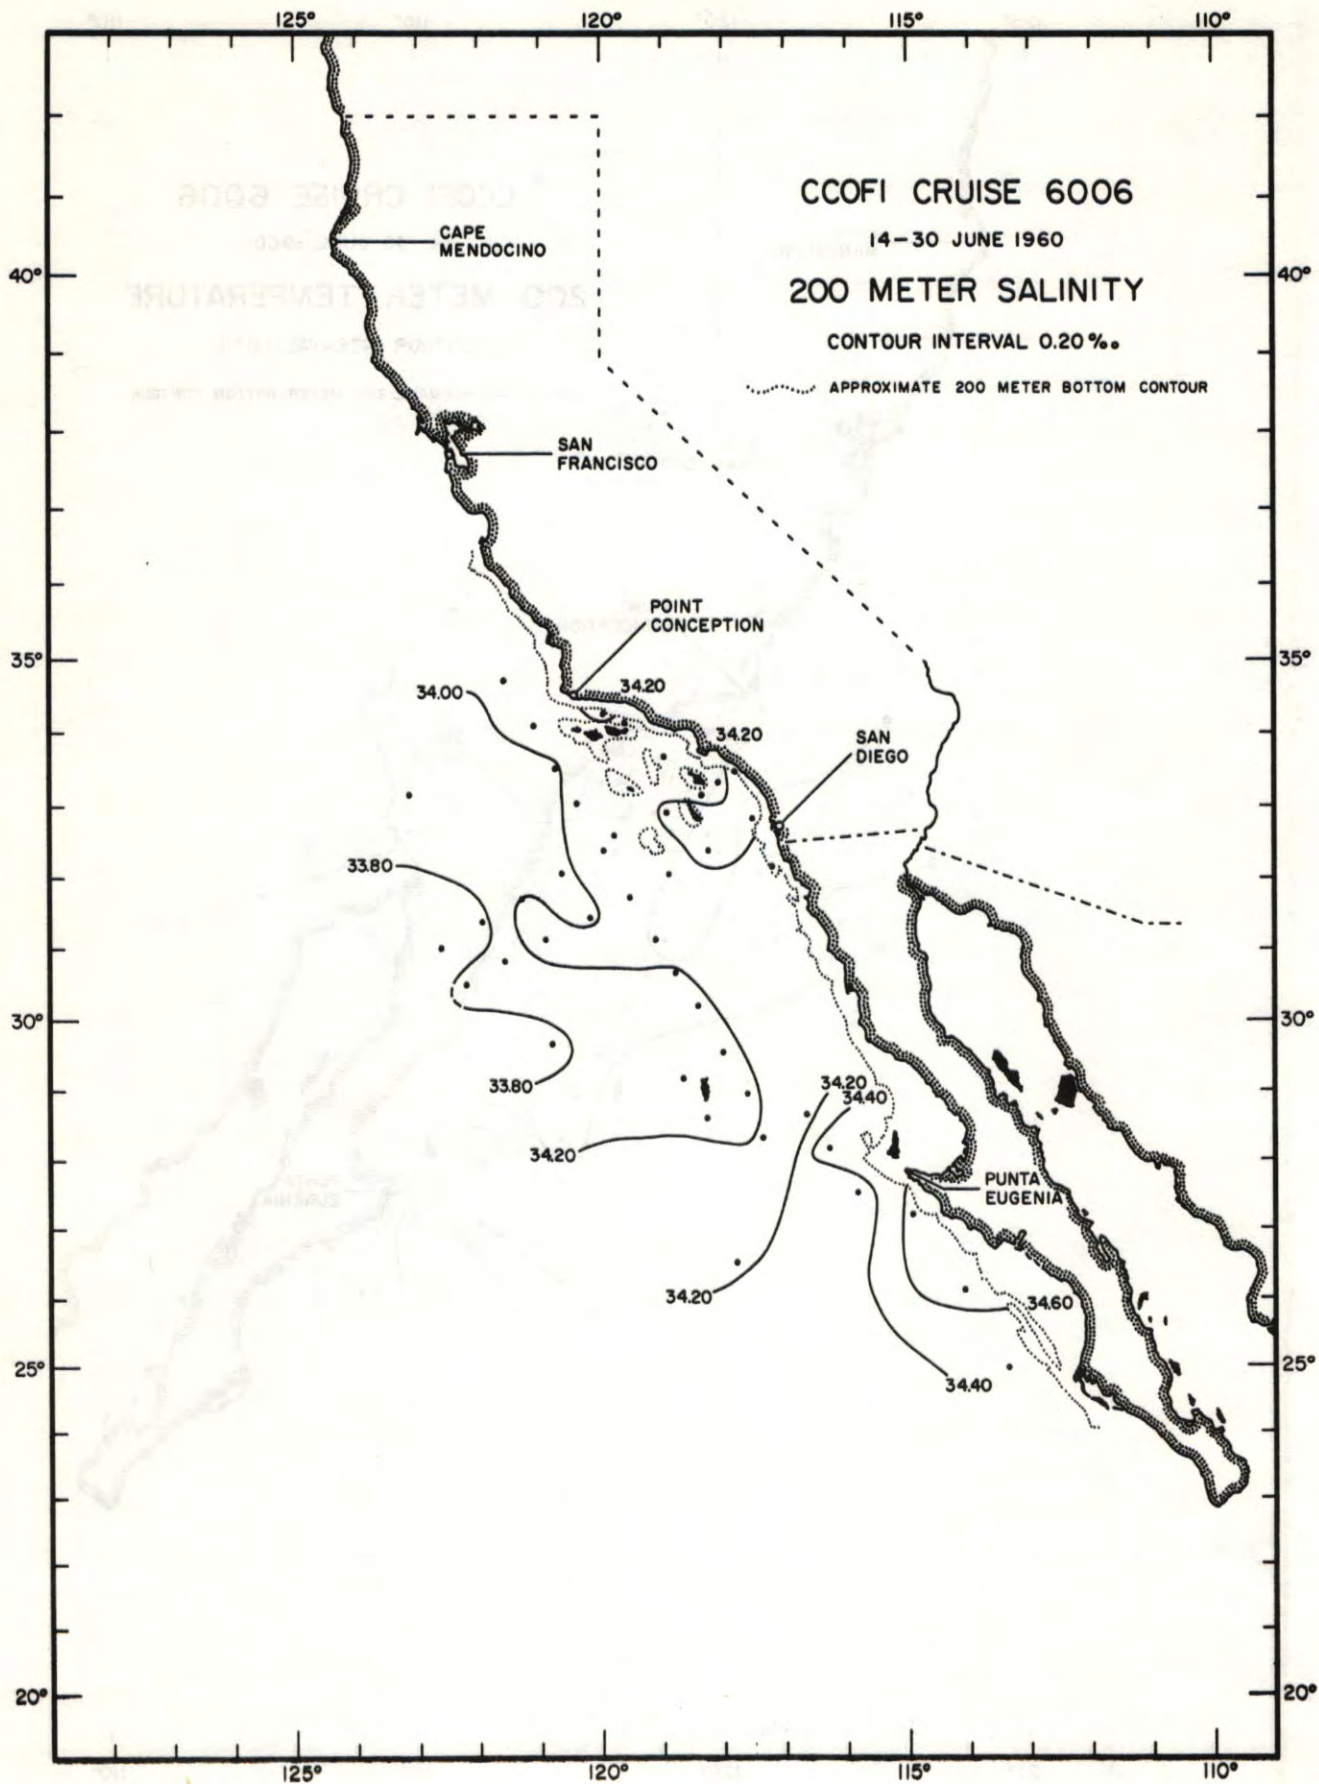 125° 120° 115° 110°
CCOFI CRUISE 6006
14-30 JUNE 1960
200 METER SALINITY
CONTOUR INTERVAL 0.20‰
APPROXIMATE 200 METER BOTTOM CONTOUR
CAPE
MENDOCINO
40° 40°
SAN
FRANCISCO
POINT
CONCEPTION
35° 35°
34.00
34.20
34.20
SAN
DIEGO
33.80
30° 30°
33.80
34.20
34.40
34.20
PUNTA
EUGENIA
34.20
34.60
25° 25°
34.40
20° 20°
125° 120° 115° 110°